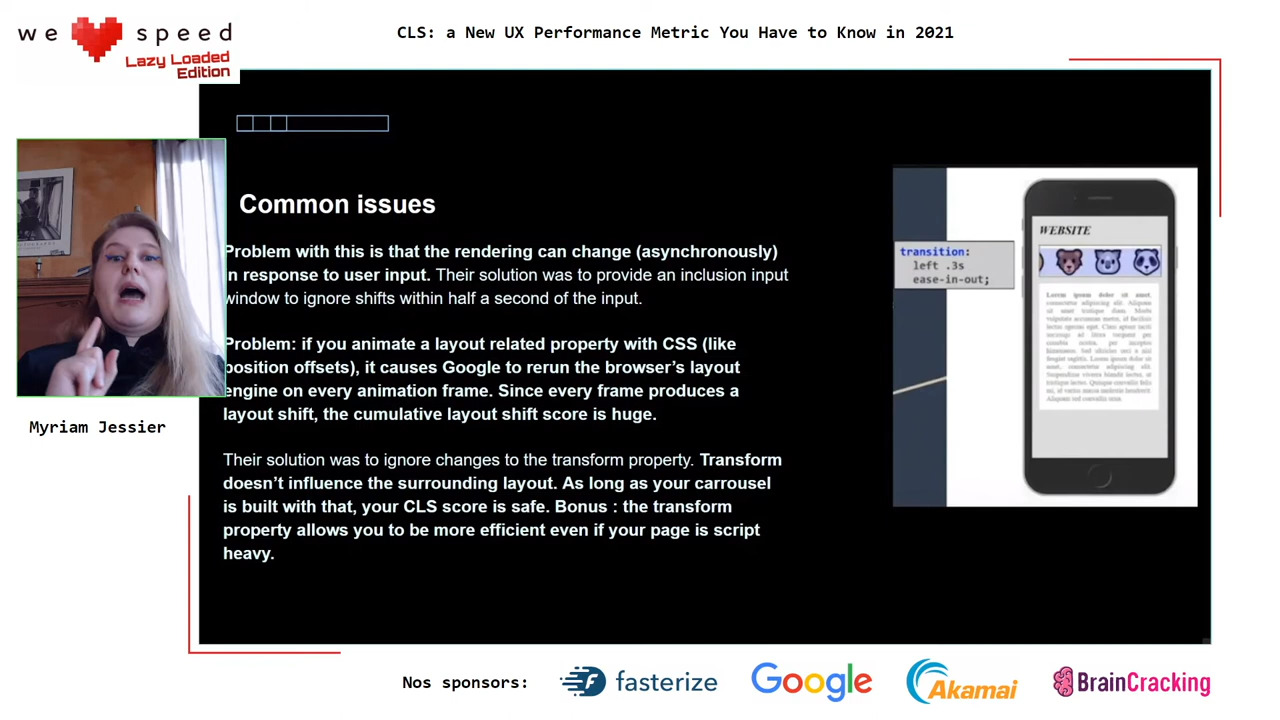 we speed
Lazy Loaded
Edition
CLS: a New UX Performance Metric You Have to Know in 2021
Common issues
Problem with this is that the rendering can change (asynchronously)
in response to user input. Their solution was to provide an inclusion input
window to ignore shifts within half a second of the input.
Problem: if you animate a layout related property with CSS (like
position offsets), it causes Google to rerun the browser's layout
engine on every animation frame. Since every frame produces a
layout shift, the cumulative layout shift score is huge.
Their solution was to ignore changes to the transform property. Transform
doesn't influence the surrounding layout. As long as your carrousel
is built with that, your CLS score is safe. Bonus : the transform
property allows you to be more efficient even if your page is script
heavy.
transition:
left .3s
ease-in-out;
WEBSITE
Lorem ipsum dolor sit amet,
Myriam Jessier
Nos sponsors:
fasterize
Google
Akamai
BrainCracking